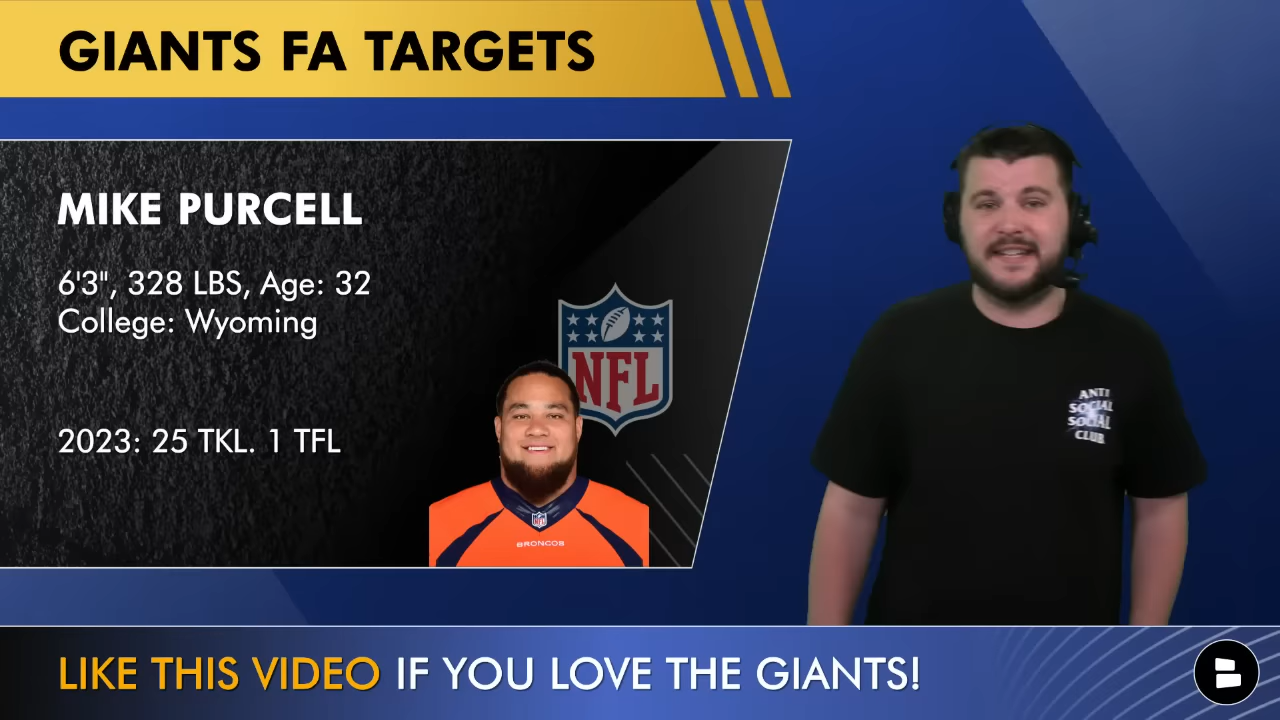 GIANTS FA TARGETS
MIKE PURCELL
6'3", 328 LBS, Age: 32
College: Wyoming
2023: 25 TKL. 1 TFL
NFL
NFL
BRONCOS
ANTI
SOCIAL
SOCIAL
CLUB
LIKE THIS VIDEO IF YOU LOVE THE GIANTS!